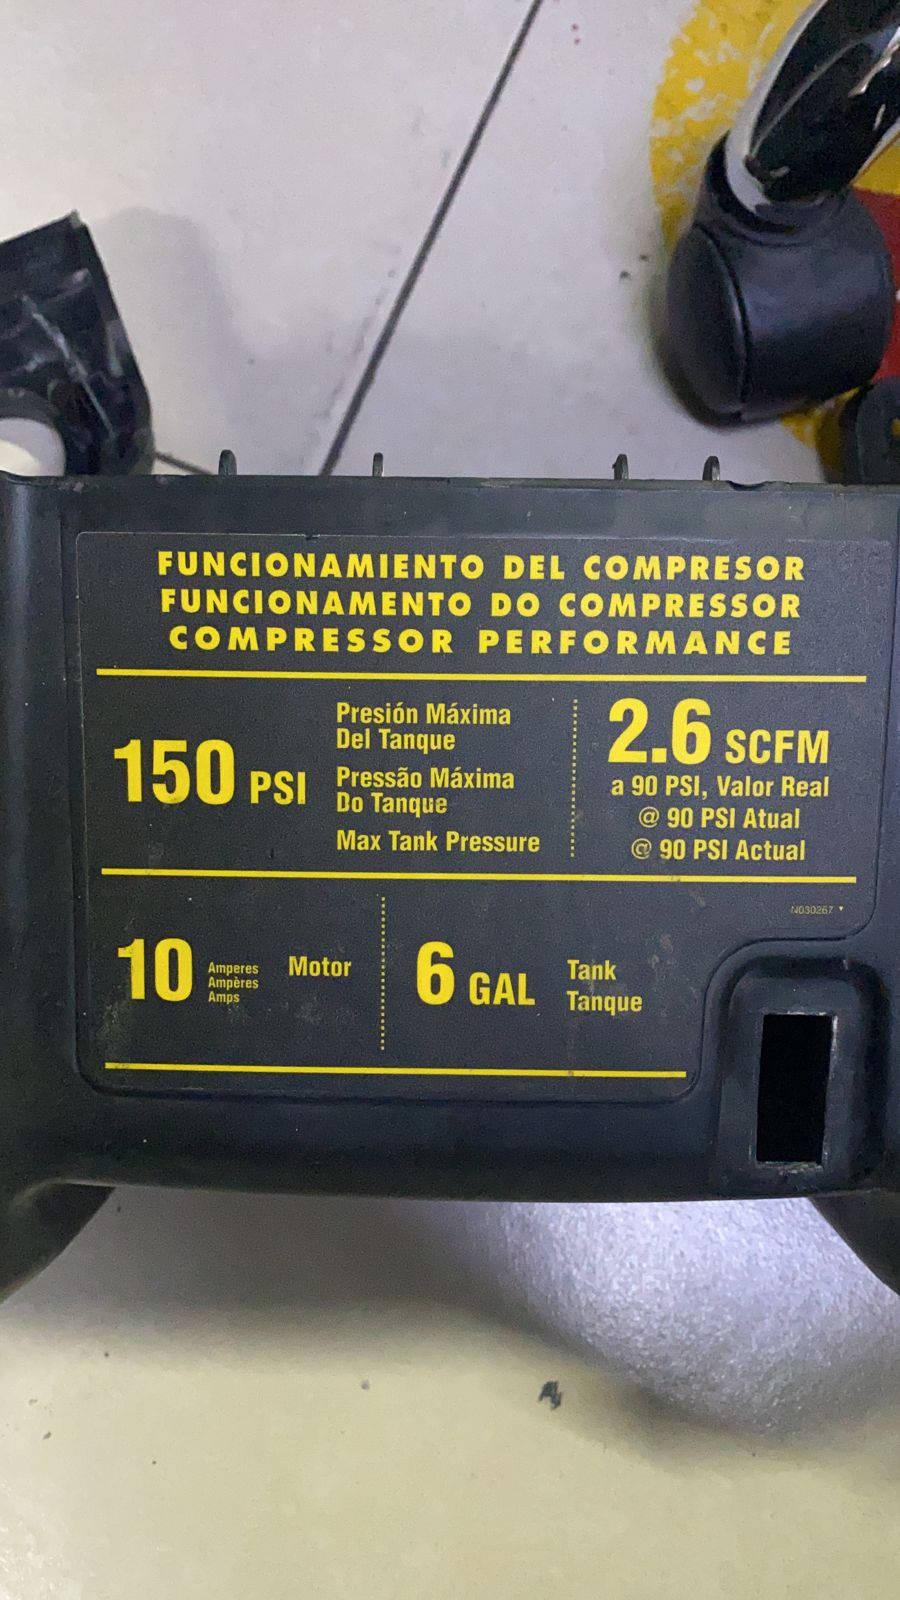 FUNCIONAMIENTO DEL COMPRESOR
FUNCIONAMENTO DO COMPRESSOR
COMPRESSOR PERFORMANCE
150 PSI
Presión Máxima
Del Tanque
Pressão Máxima
Do Tanque
Max Tank Pressure
2.6 SCFM
a 90 PSI, Valor Real
@ 90 PSI Atual
@ 90 PSI Actual
N030267
10
Amperes
Ampères
Amps
Motor
6 GAL
Tank
Tanque